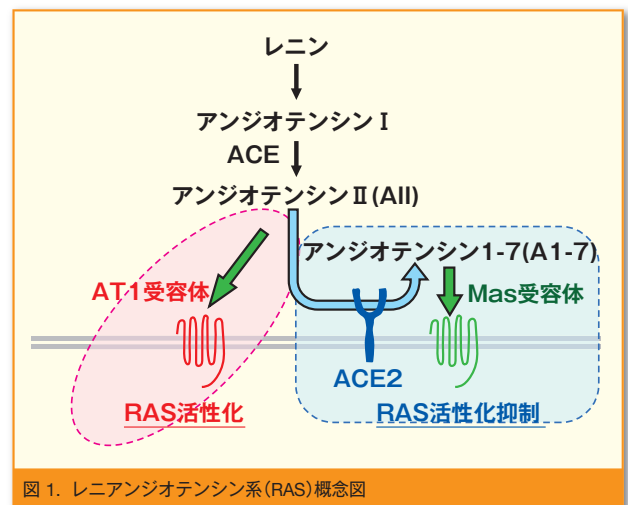 レニン
アンジオテンシンⅠ
ACE
アンジオテンシンⅡ(AII)
アンジオテンシン1-7(A1-7)
AT1受容体
Mas受容体
ACE2
RAS活性化
RAS活性化抑制
図 1. レニアンジオテンシン系(RAS)概念図